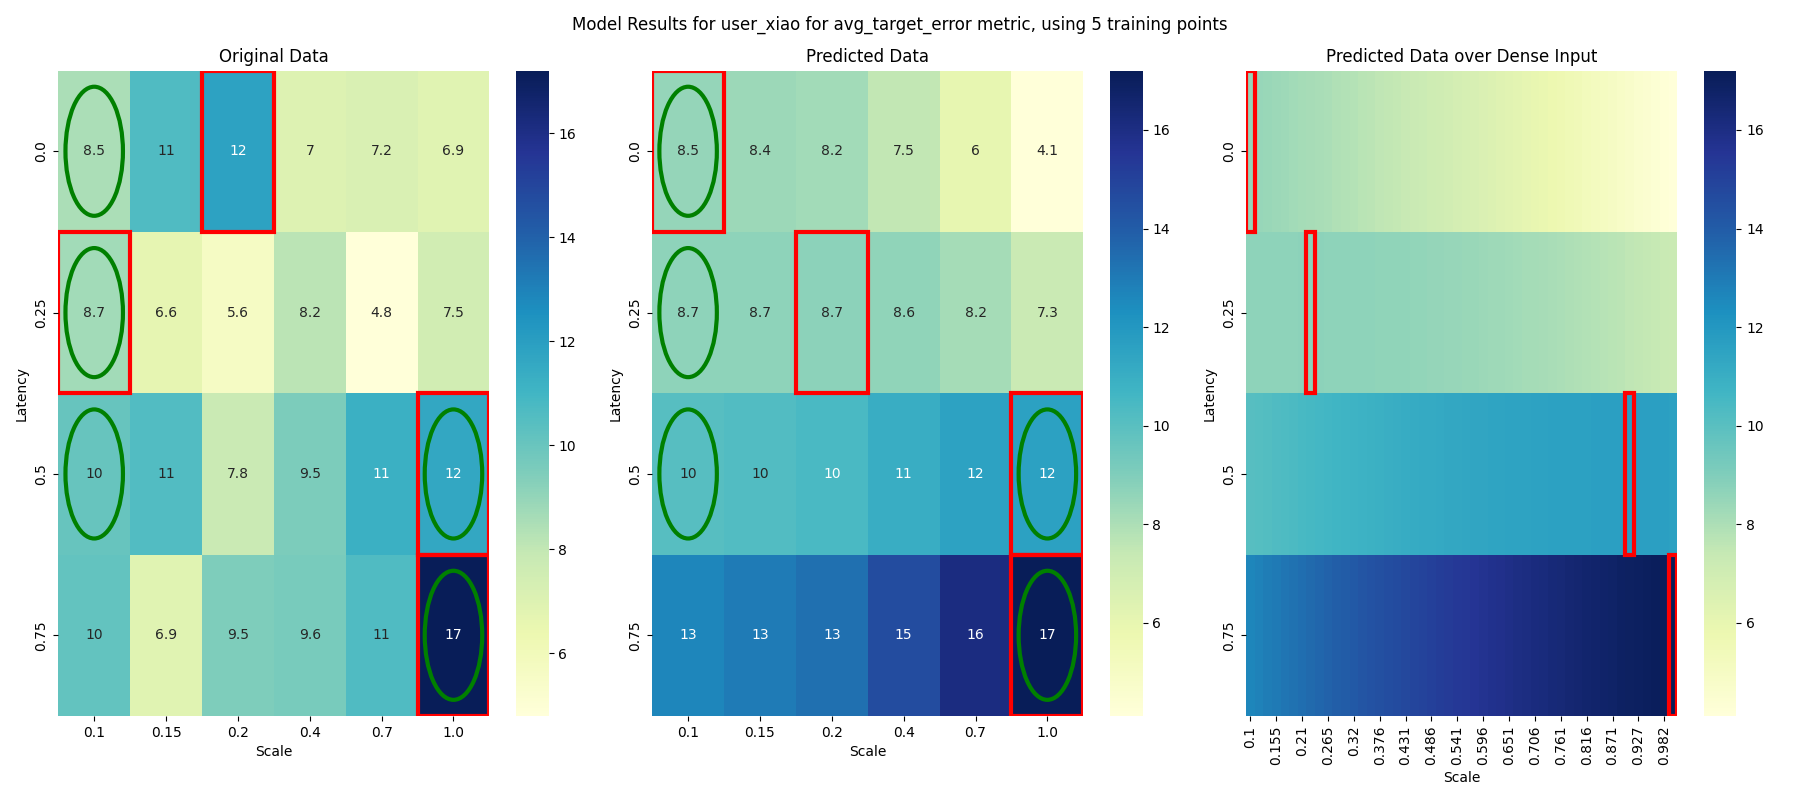 Model Results for user_xiao for avg_target_error metric, using 5 training points
Original Data
8.5 11 12 7 7.2 6.9
8.7 6.6 5.6 8.2 4.8 7.5
10 11 7.8 9.5 11 12
10 6.9 9.5 9.6 11 17
0.0
0.25
0.5
0.75
Latency
0.1 0.15 0.2 0.4 0.7 1.0
Scale
16
14
12
10
8
6
Predicted Data
8.5 8.4 8.2 7.5 6 4.1
8.7 8.7 8.7 8.6 8.2 7.3
10 10 10 11 12 12
13 13 13 15 16 17
0.0
0.25
0.5
0.75
Latency
0.1 0.15 0.2 0.4 0.7 1.0
Scale
16
14
12
10
8
6
Predicted Data over Dense Input
0.0
0.25
0.5
0.75
Latency
0.1 0.155 0.21 0.265 0.32 0.376 0.431 0.486 0.541 0.596 0.651 0.706 0.761 0.816 0.871 0.927 0.982
Scale
16
14
12
10
8
6